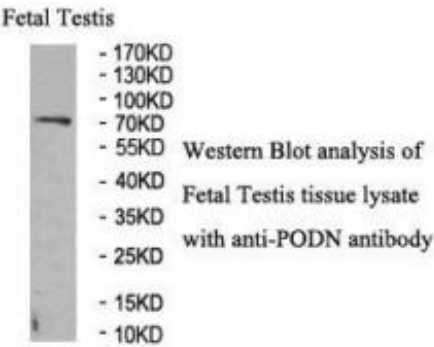 Fetal Testis
- 170KD
- 130KD
- 100KD
- 70KD
- 55KD
- 40KD
- 35KD
- 25KD
- 15KD
- 10KD
Western Blot analysis of
Fetal Testis tissue lysate
with anti-PODN antibody